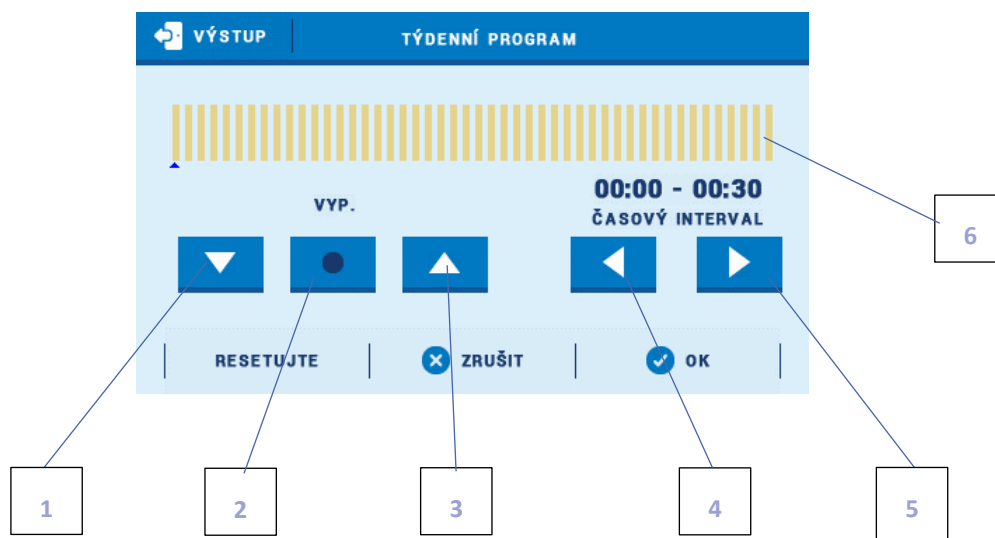 VÝSTUP
TÝDENNÍ PROGRAM
VYP.
00:00 - 00:30
ČASOVÝ INTERVAL
6
RESETUJTE
ZRUŠIT
OK
1
2
3
4
5